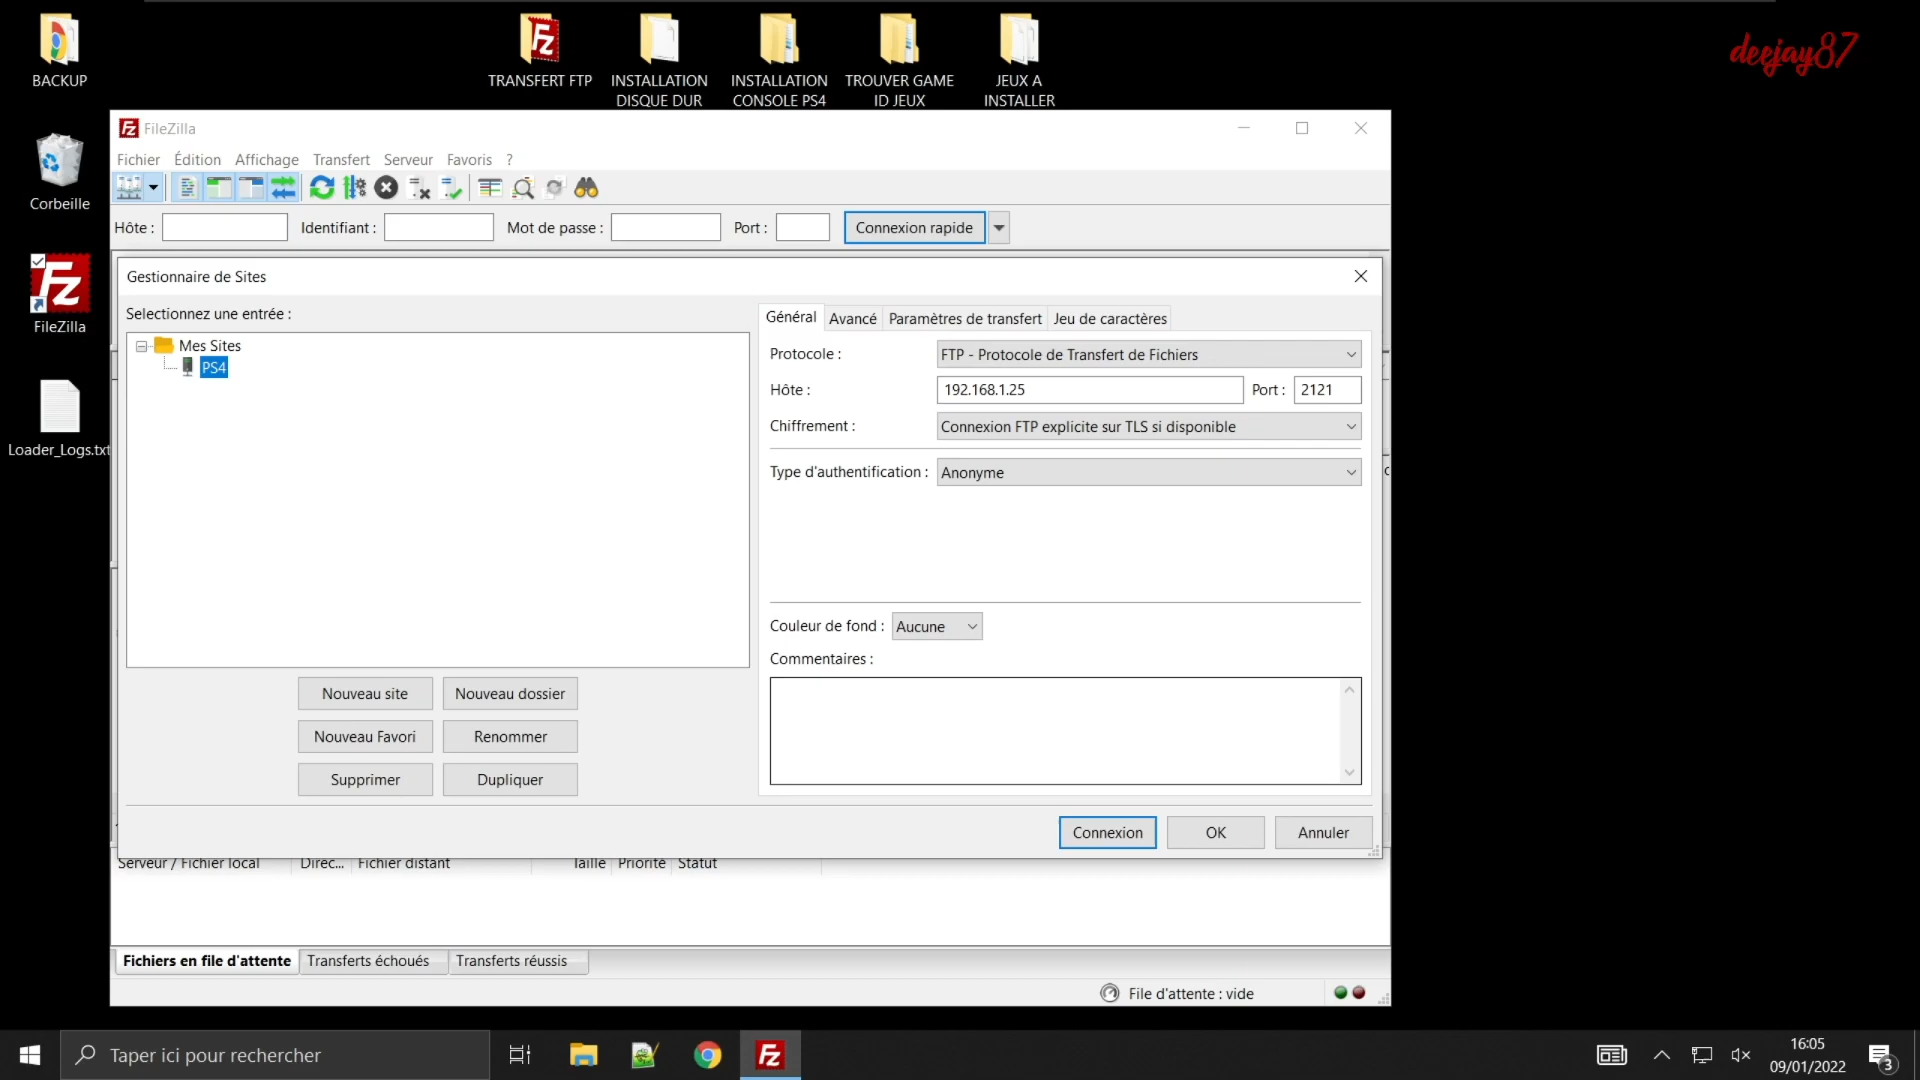 deejay87
BACKUP
TRANSFERT FTP
INSTALLATION
DISQUE DUR
INSTALLATION
CONSOLE PS4
TROUVER GAME
ID JEUX
JEUX A
INSTALLER
Corbeille
FileZilla
Loader_Logs.txt
FileZilla
Fichier Édition Affichage Transfert Serveur Favoris ?
Hôte : Identifiant : Mot de passe : Port : Connexion rapide
Gestionnaire de Sites
Selectionnez une entrée :
Mes Sites
PS4
Nouveau site Nouveau dossier
Nouveau Favori Renommer
Supprimer Dupliquer
Général Avancé Paramètres de transfert Jeu de caractères
Protocole : FTP - Protocole de Transfert de Fichiers
Hôte : 192.168.1.25 Port : 2121
Chiffrement : Connexion FTP explicite sur TLS si disponible
Type d'authentification : Anonyme
Couleur de fond : Aucune
Commentaires :
Connexion OK Annuler
Serveur / Fichier local Direc... Fichier distant Taille Priorité Statut
Fichiers en file d'attente Transferts échoués Transferts réussis
File d'attente : vide
Taper ici pour rechercher
16:05
09/01/2022
3